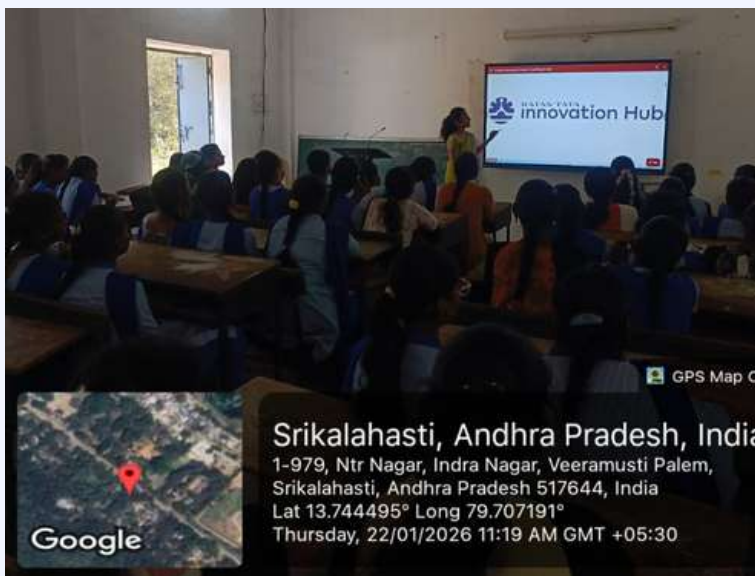 RATAN TATA
innovation Hub
GPS Map C
Srikalahasti, Andhra Pradesh, India
1-979, Ntr Nagar, Indra Nagar, Veeramusti Palem,
Srikalahasti, Andhra Pradesh 517644, India
Lat 13.744495° Long 79.707191°
Thursday, 22/01/2026 11:19 AM GMT +05:30
Google